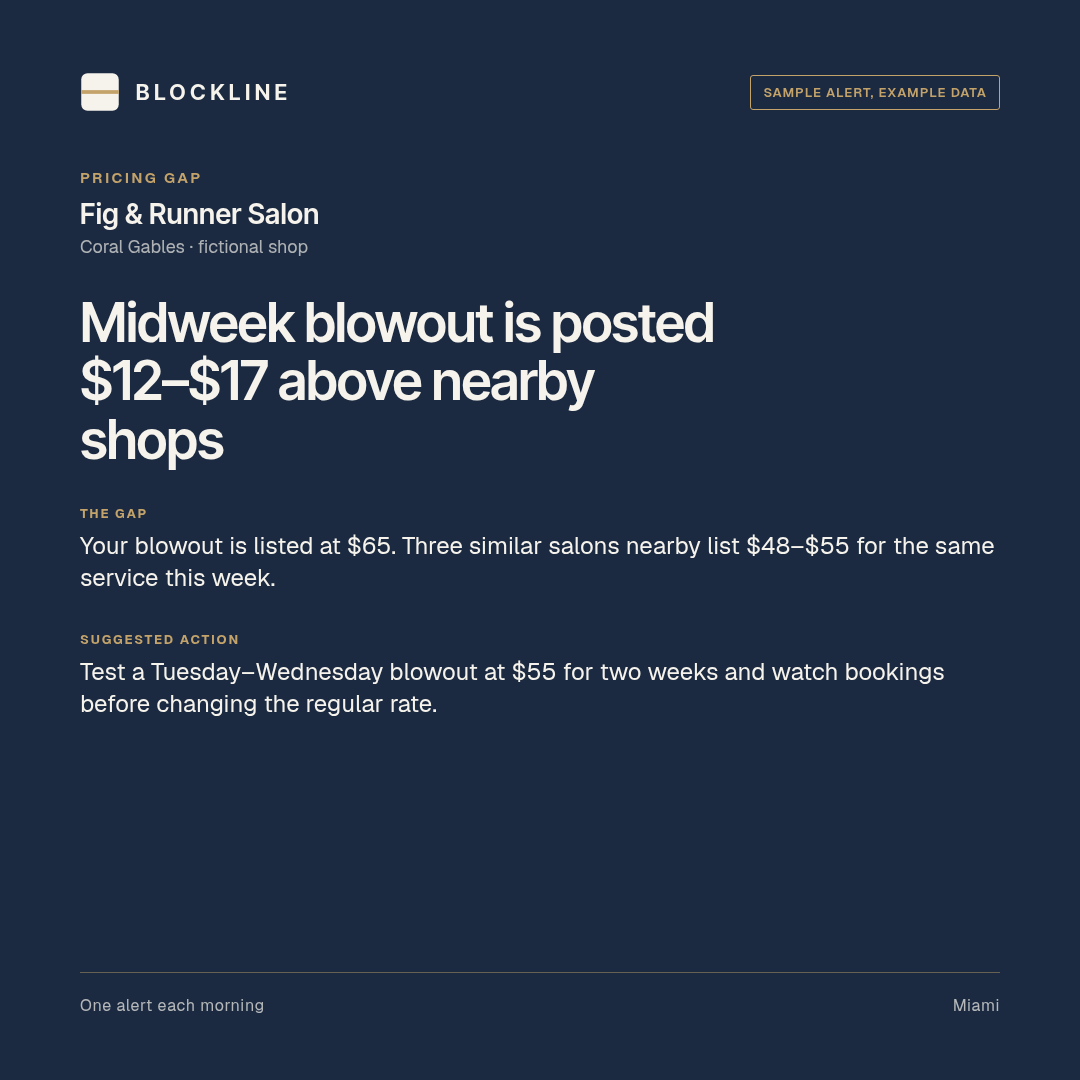 BLOCKLINE
SAMPLE ALERT, EXAMPLE DATA
PRICING GAP
Fig & Runner Salon
Coral Gables · fictional shop
Midweek blowout is posted
$12–$17 above nearby
shops
THE GAP
Your blowout is listed at $65. Three similar salons nearby list $48–$55 for the same
service this week.
SUGGESTED ACTION
Test a Tuesday–Wednesday blowout at $55 for two weeks and watch bookings
before changing the regular rate.
One alert each morning
Miami